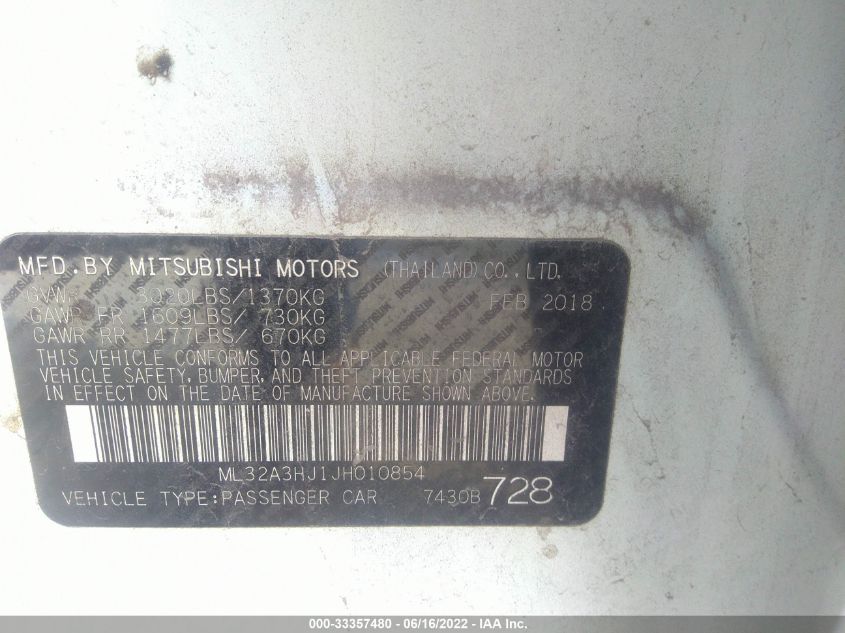 MFD.BY MITSUBISHI MOTORS (THAILAND)CO.,LTD.
GVWR 3020LBS/1370KG FEB 2018
GAWR FR 1609LBS/ 730KG
GAWR RR 1477LBS/ 670KG
THIS VEHICLE CONFORMS TO ALL APPLICABLE FEDERAL MOTOR
VEHICLE SAFETY, BUMPER, AND THEFT PREVENTION STANDARDS
IN EFFECT ON THE DATE OF MANUFACTURE SHOWN ABOVE.
ML32A3HJ1JH010854
VEHICLE TYPE:PASSENGER CAR 7430B 728
000-33357480 - 06/16/2022 - IAA Inc.